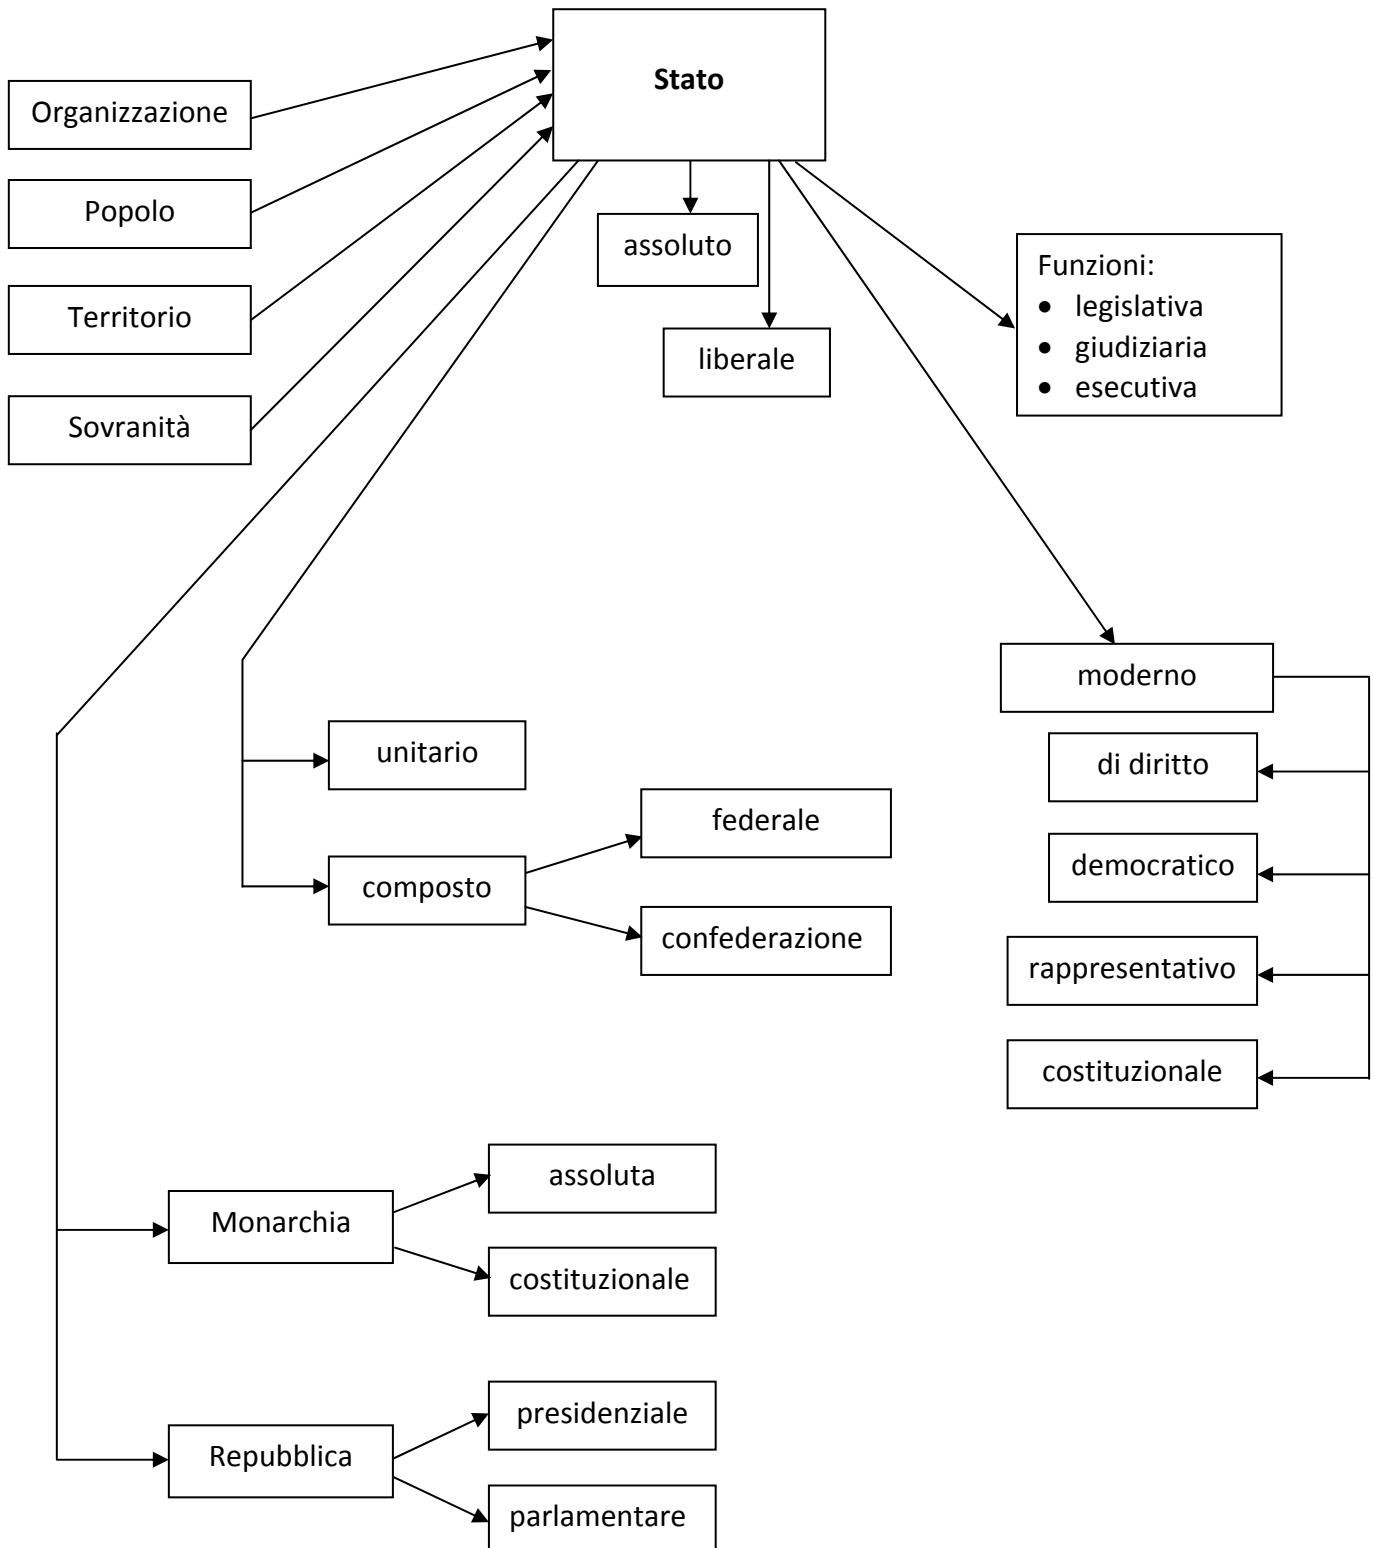 Stato
Organizzazione
Popolo
Territorio
Sovranità
assoluto
liberale
Funzioni:
• legislativa
• giudiziaria
• esecutiva
moderno
di diritto
democratico
rappresentativo
costituzionale
unitario
composto
federale
confederazione
Monarchia
assoluta
costituzionale
Repubblica
presidenziale
parlamentare